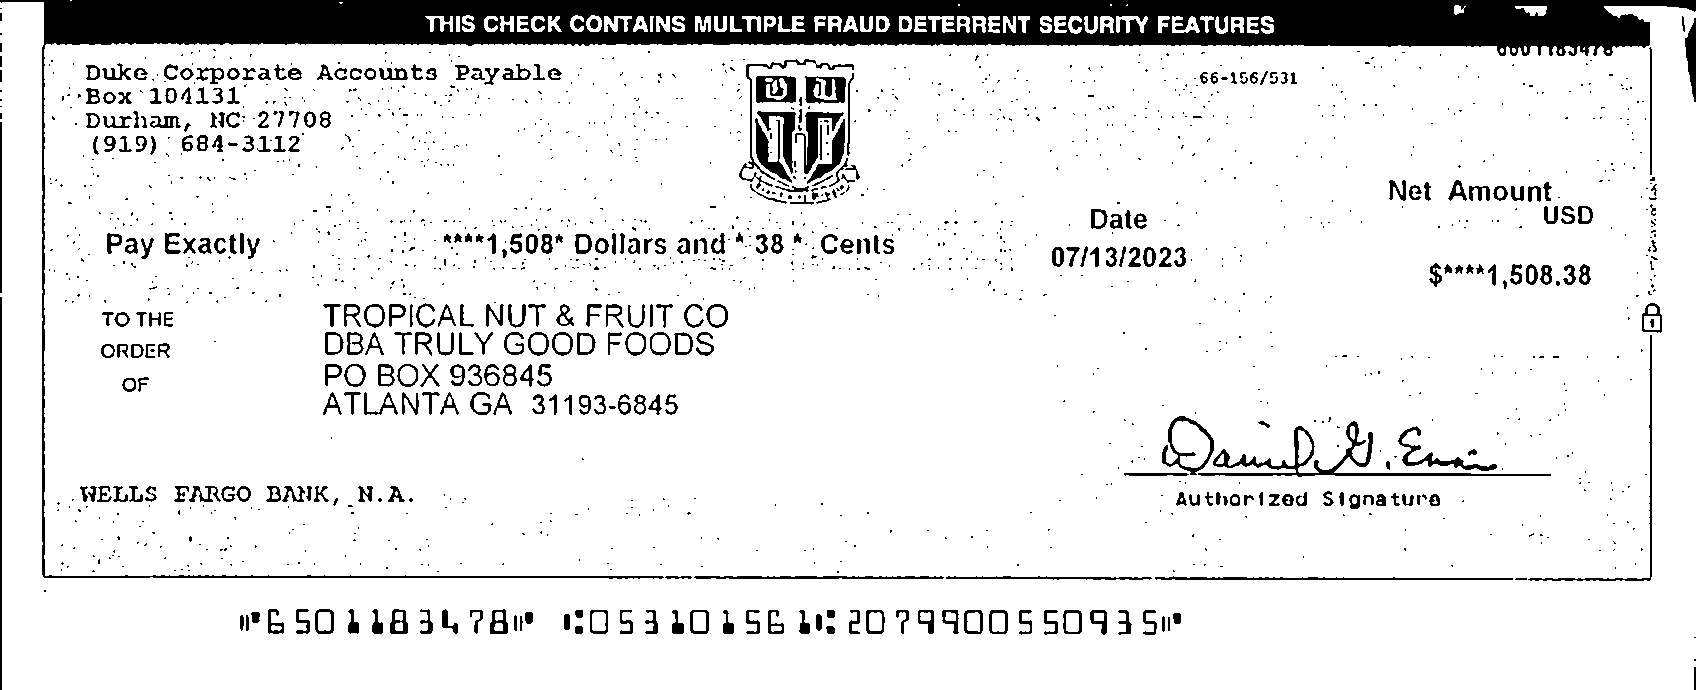 THIS CHECK CONTAINS MULTIPLE FRAUD DETERRENT SECURITY FEATURES
Duke Corporate Accounts Payable
Box 104131
Durham, NC 27708
(919) 684-3112
DU
66-156/531
Net Amount
USD
Date
Pay Exactly ****1,508* Dollars and * 38 * Cents
07/13/2023
$****1,508.38
TO THE
ORDER
OF
TROPICAL NUT & FRUIT CO
DBA TRULY GOOD FOODS
PO BOX 936845
ATLANTA GA 31193-6845
Daniel G. Ennis
WELLS FARGO BANK, N.A.
Authorized Signature
⑈6501183478⑈ ⑆053101561⑆2079900550935⑈